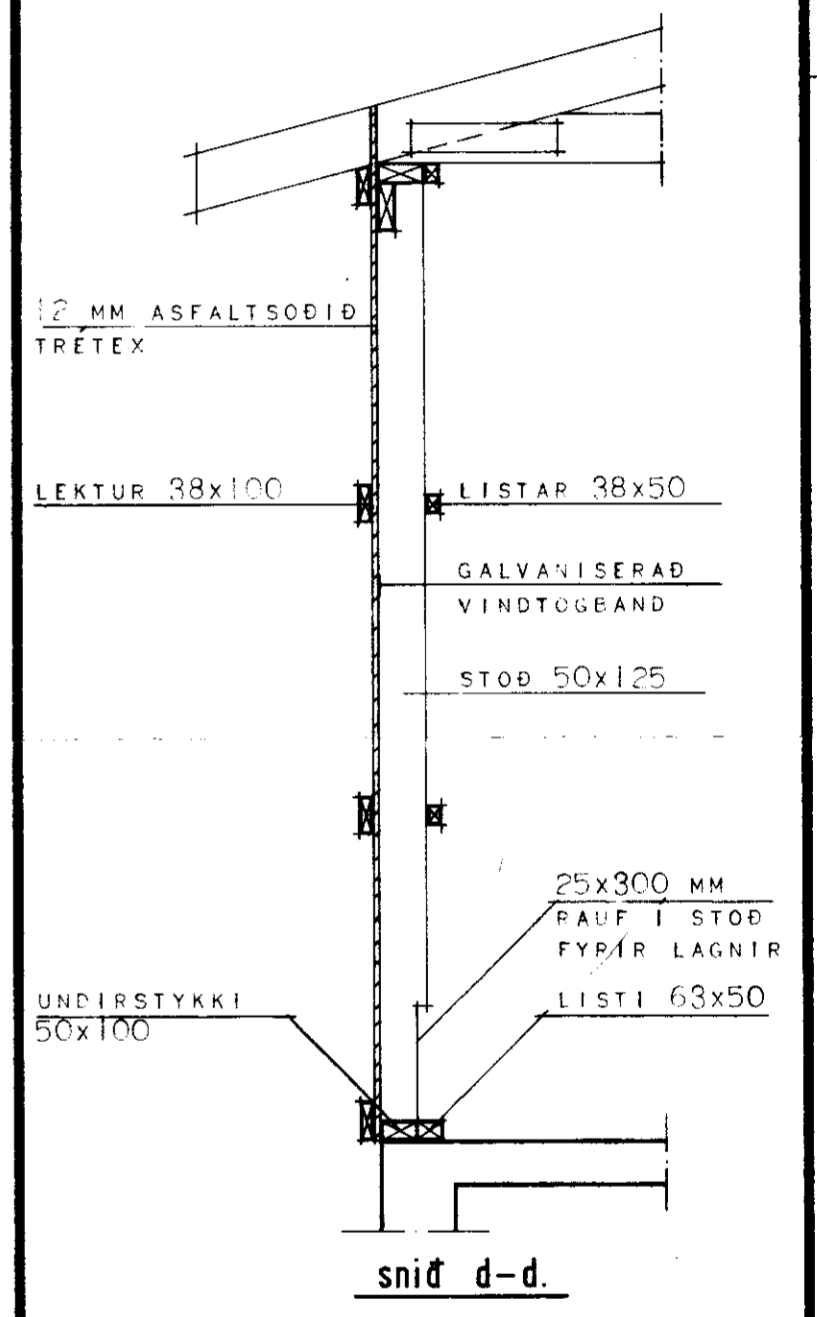 12 MM ASFALTSOÐIÐ
TRÉTEX
LEKTUR 38x100
LISTAR 38x50
GALVANISERAÐ
VINDTOGBAND
STOÐ 50x125
25x300 MM
RAUF I STOÐ
FYRIR LAGNIR
UNDIRSTYKKI
50x100
LISTI 63x50
snið d-d.